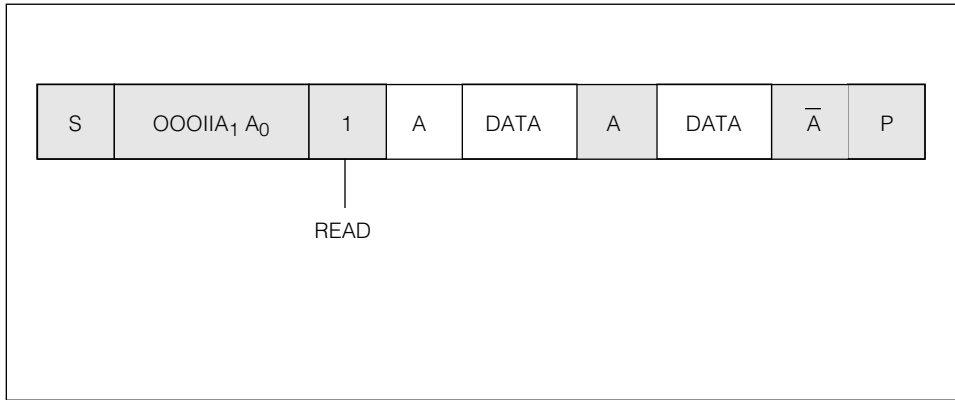 S OOOIIA₁ A₀ 1 A DATA A DATA A̅ P
READ